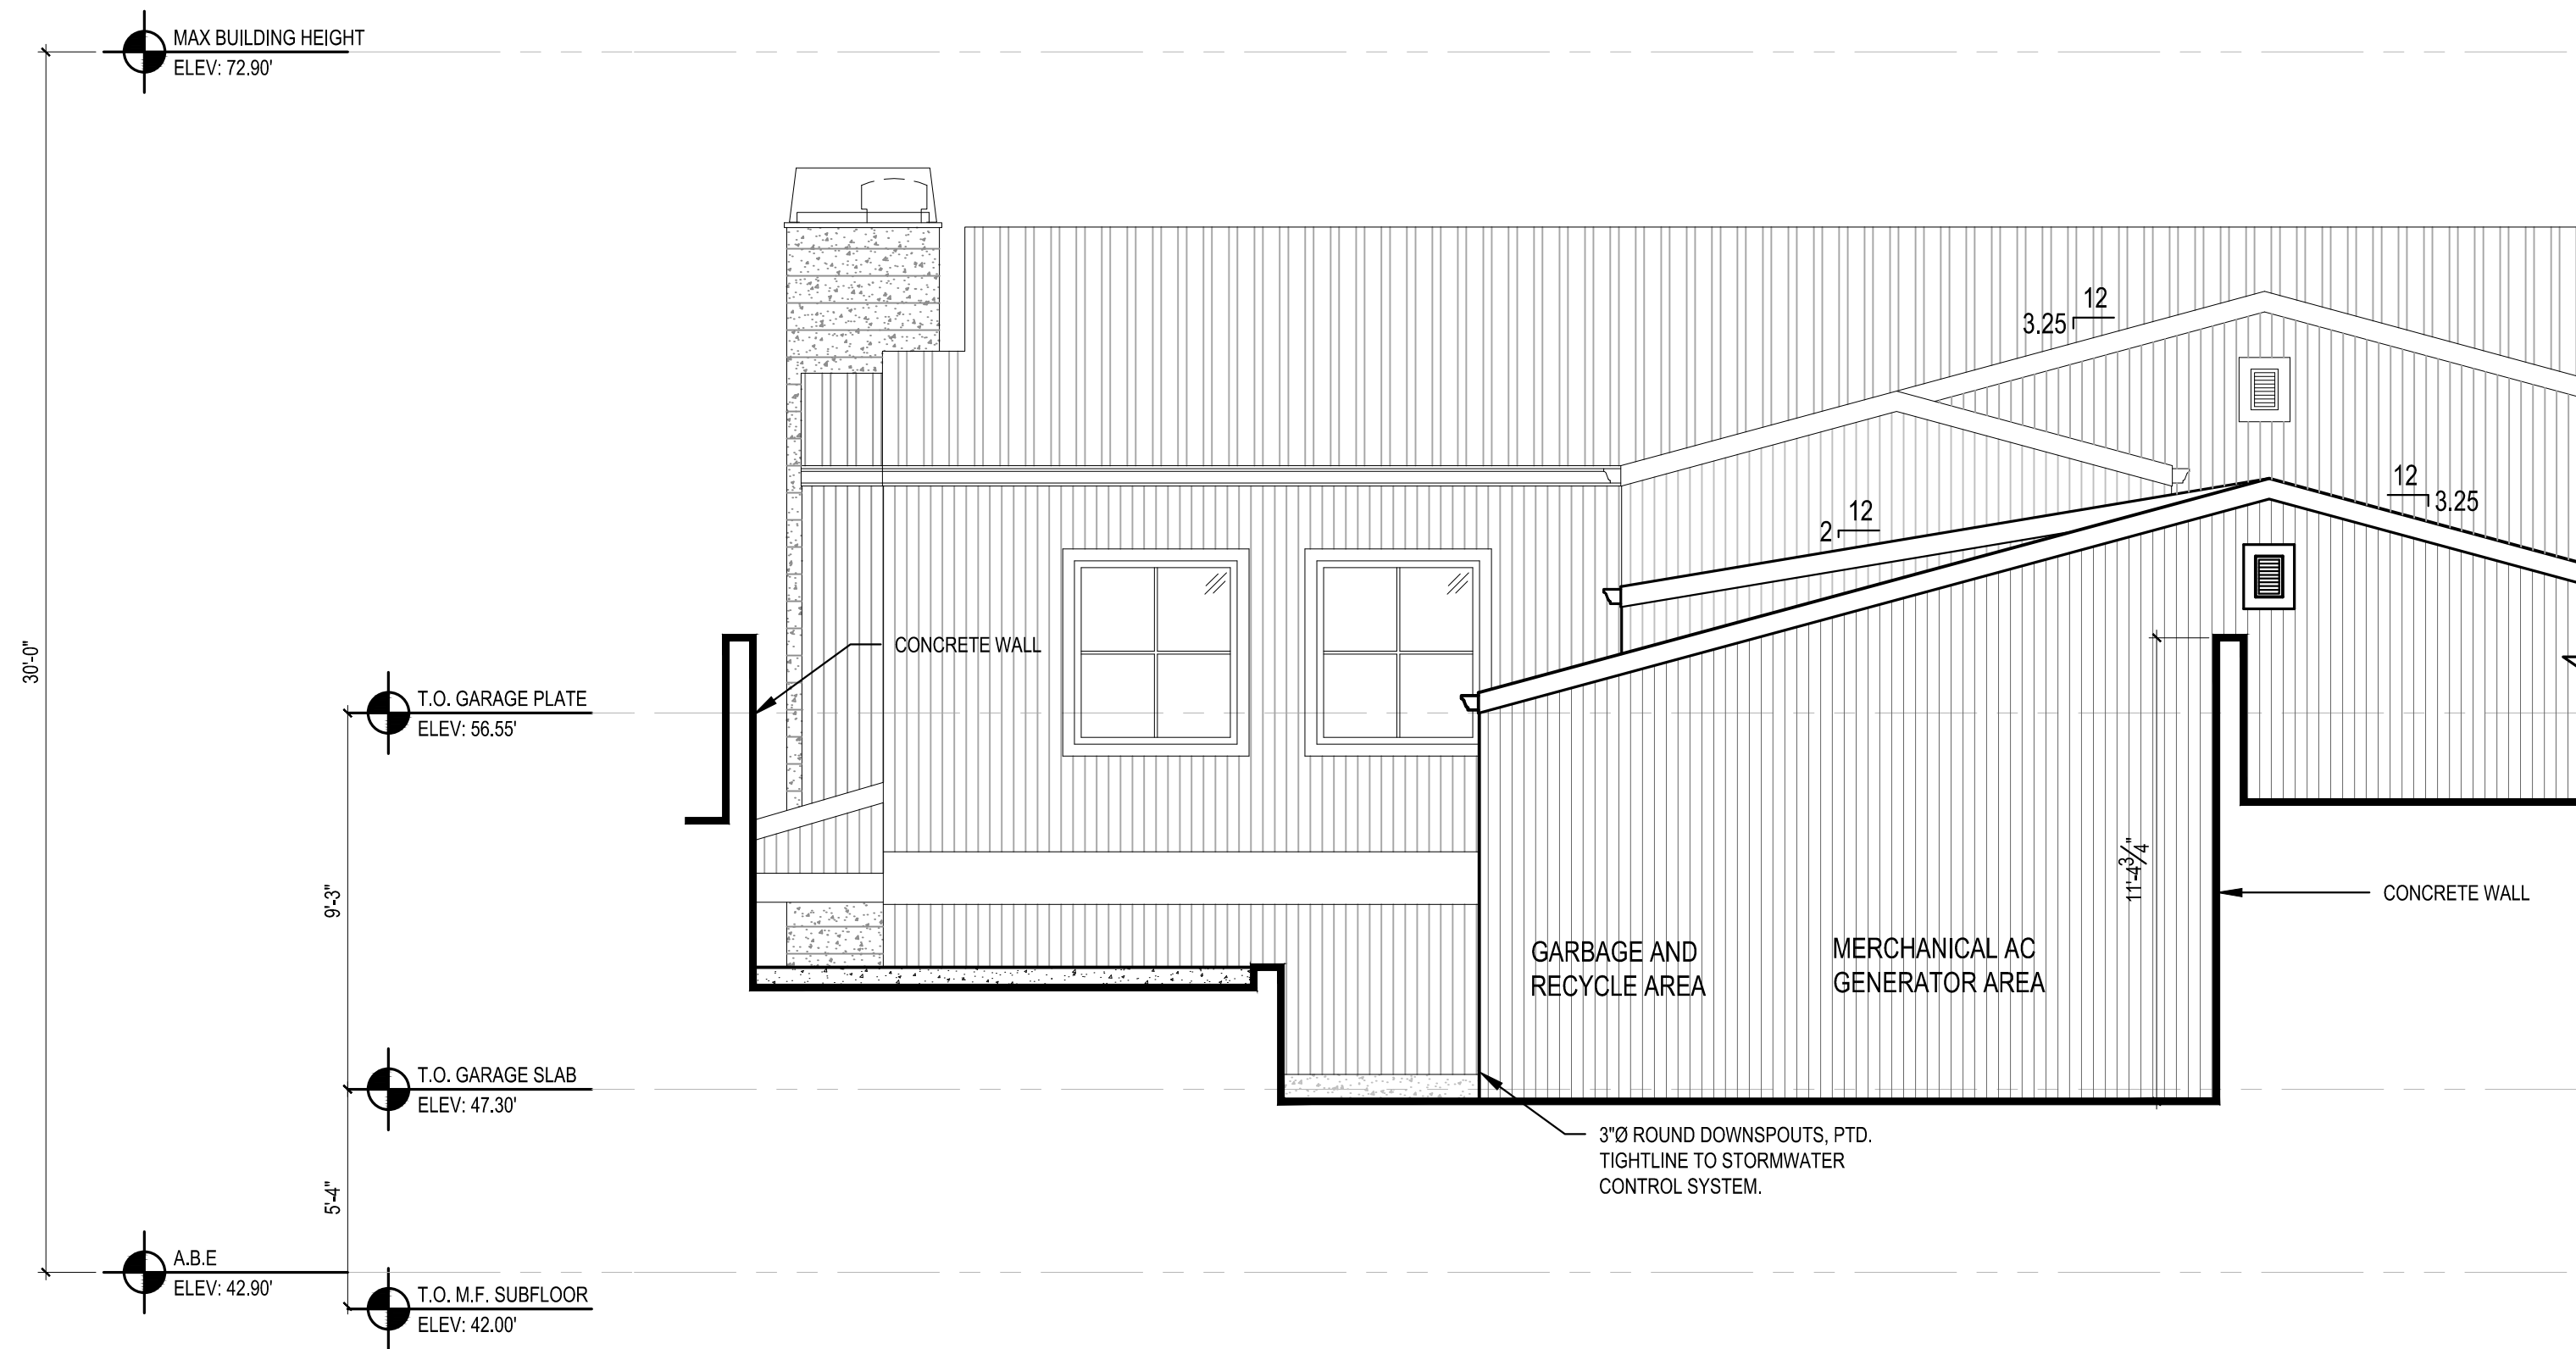 MAX BUILDING HEIGHT
ELEV: 72.90'
12
3.25
12
3.25
12
2
CONCRETE WALL
30'-0"
T.O. GARAGE PLATE
ELEV: 56.55'
11'-4 3/4"
9'-3"
CONCRETE WALL
GARBAGE AND
RECYCLE AREA
MERCHANICAL AC
GENERATOR AREA
T.O. GARAGE SLAB
ELEV: 47.30'
3"Ø ROUND DOWNSPOUTS, PTD.
TIGHTLINE TO STORMWATER
CONTROL SYSTEM.
5'-4"
A.B.E
ELEV: 42.90'
T.O. M.F. SUBFLOOR
ELEV: 42.00'